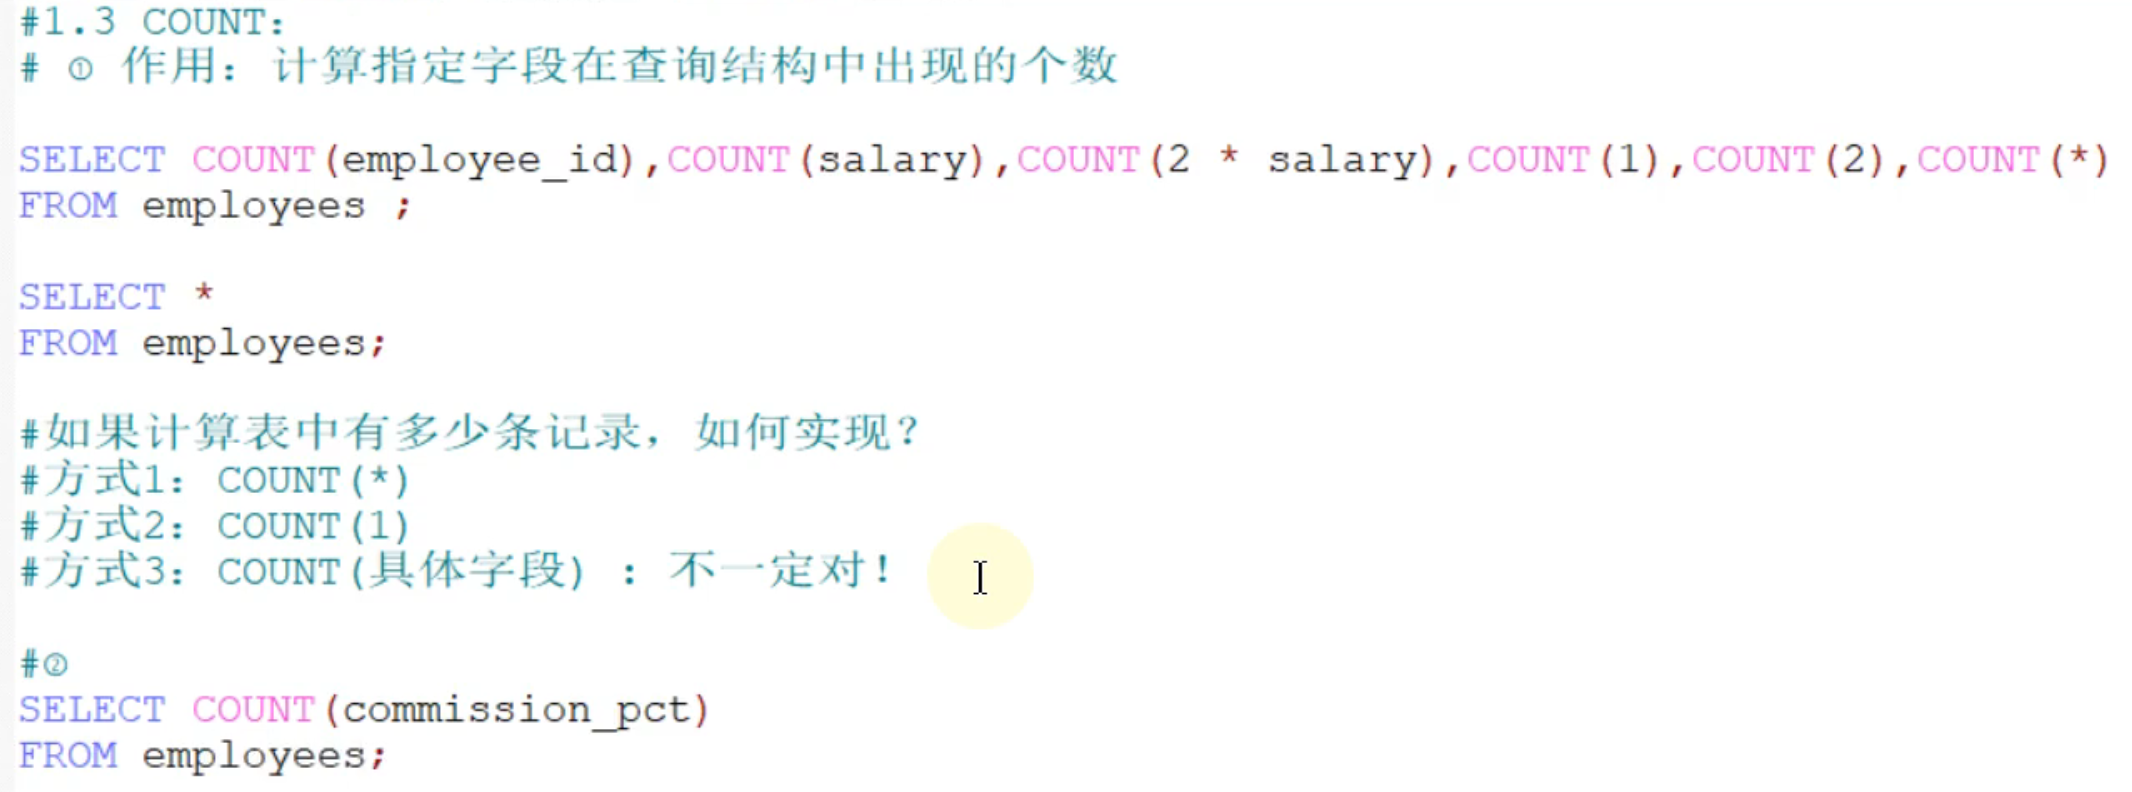 #1.3 COUNT:
# ① 作用：计算指定字段在查询结构中出现的个数
SELECT COUNT(employee_id),COUNT(salary),COUNT(2 * salary),COUNT(1),COUNT(2),COUNT(*)
FROM employees ;
SELECT *
FROM employees;
#如果计算表中有多少条记录，如何实现？
#方式1：COUNT(*)
#方式2：COUNT(1)
#方式3：COUNT(具体字段) : 不一定对！
#②
SELECT COUNT(commission_pct)
FROM employees;